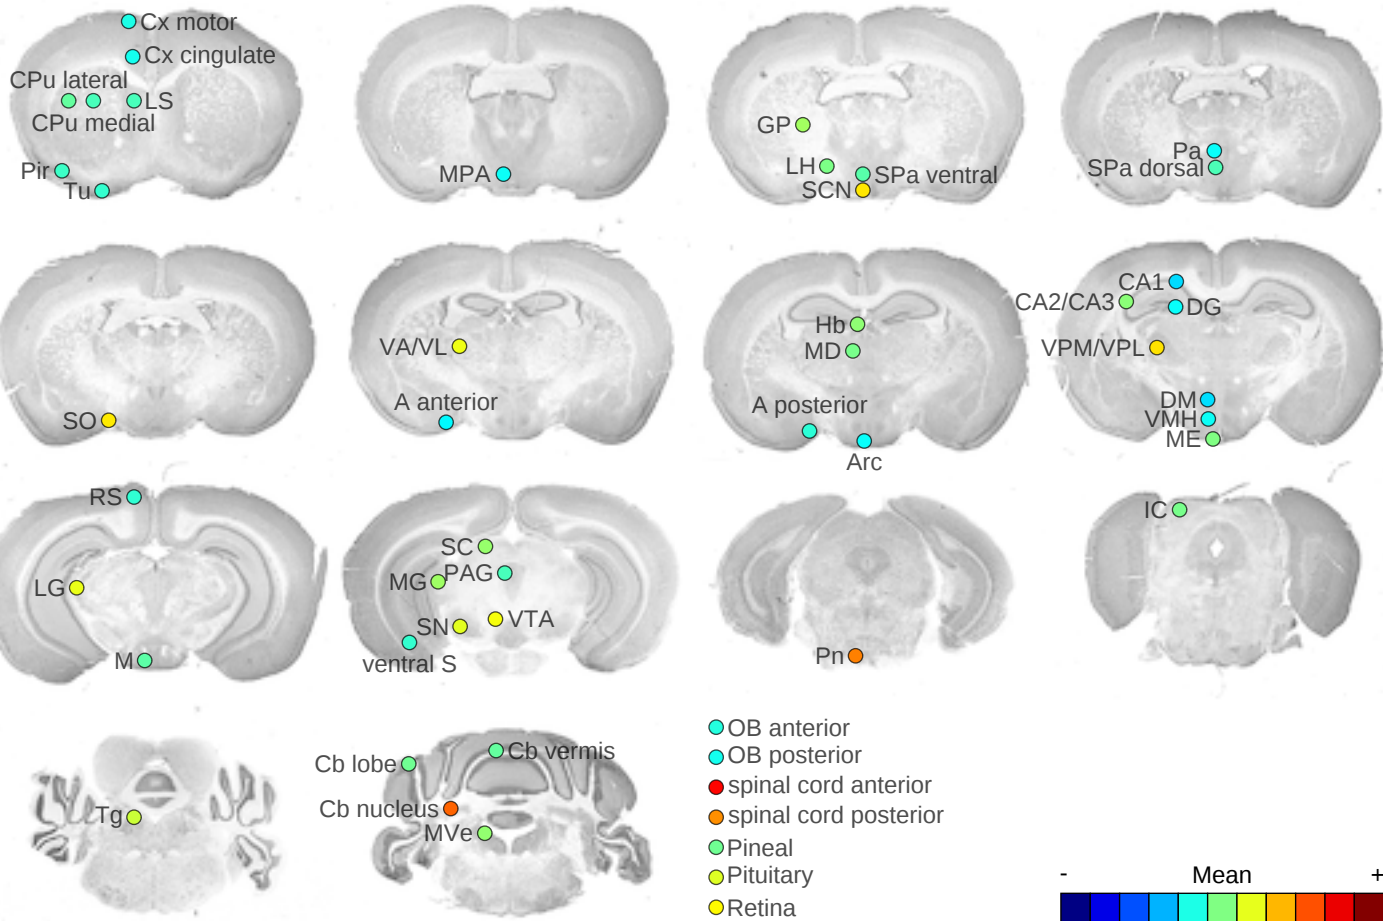 Cx motor
Cx cingulate
CPu lateral
LS
CPu medial
Pir
Tu
MPA
GP
LH
SPa ventral
SCN
Pa
SPa dorsal
SO
VA/VL
A anterior
Hb
MD
A posterior
Arc
CA1
CA2/CA3
DG
VPM/VPL
DM
VMH
ME
RS
LG
M
SC
PAG
MG
SN
VTA
ventral S
Pn
IC
Tg
Cb lobe
Cb vermis
Cb nucleus
MVe
OB anterior
OB posterior
spinal cord anterior
spinal cord posterior
Pineal
Pituitary
Retina
- Mean +